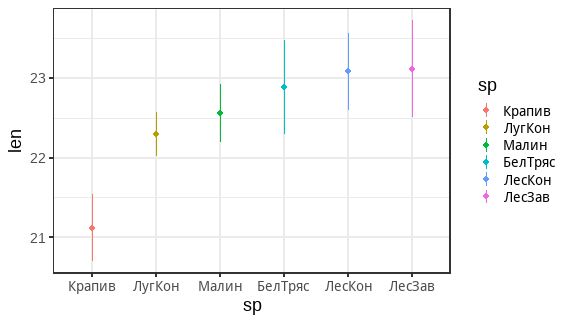 len
23
22
21
Крапив ЛугКон Малин БелТряс ЛесКон ЛесЗав
sp
sp
Крапив
ЛугКон
Малин
БелТряс
ЛесКон
ЛесЗав